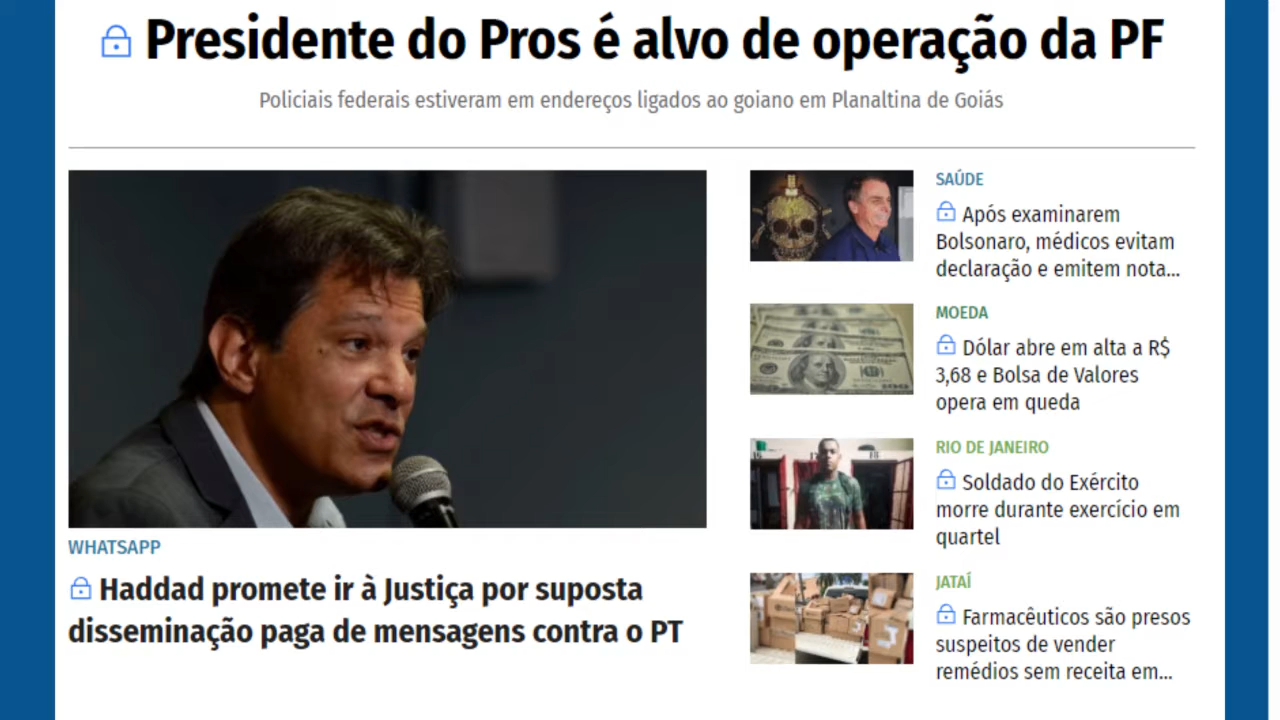 Presidente do Pros é alvo de operação da PF
Policiais federais estiveram em endereços ligados ao goiano em Planaltina de Goiás
WHATSAPP
Haddad promete ir à Justiça por suposta
disseminação paga de mensagens contra o PT
SAÚDE
Após examinarem
Bolsonaro, médicos evitam
declaração e emitem nota...
MOEDA
Dólar abre em alta a R$
3,68 e Bolsa de Valores
opera em queda
RIO DE JANEIRO
Soldado do Exército
morre durante exercício em
quartel
JATAÍ
Farmacêuticos são presos
suspeitos de vender
remédios sem receita em...